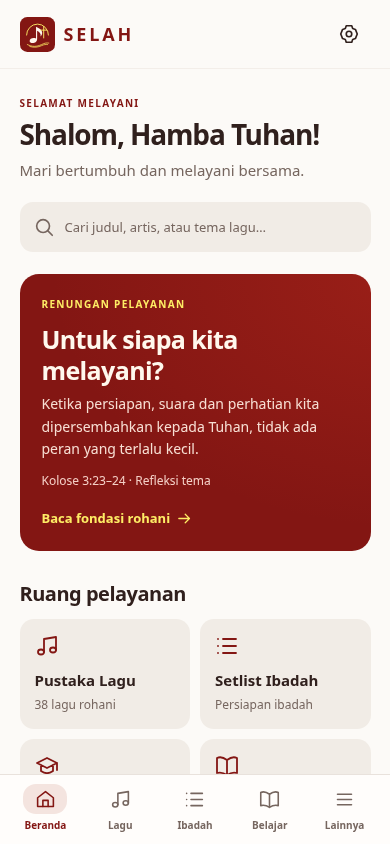 SELAH
SELAMAT MELAYANI
Shalom, Hamba Tuhan!
Mari bertumbuh dan melayani bersama.
Cari judul, artis, atau tema lagu...
RENUNGAN PELAYANAN
Untuk siapa kita
melayani?
Ketika persiapan, suara dan perhatian kita
dipersembahkan kepada Tuhan, tidak ada
peran yang terlalu kecil.
Kolose 3:23–24 · Refleksi tema
Baca fondasi rohani →
Ruang pelayanan
Pustaka Lagu
38 lagu rohani
Setlist Ibadah
Persiapan ibadah
Beranda
Lagu
Ibadah
Belajar
Lainnya